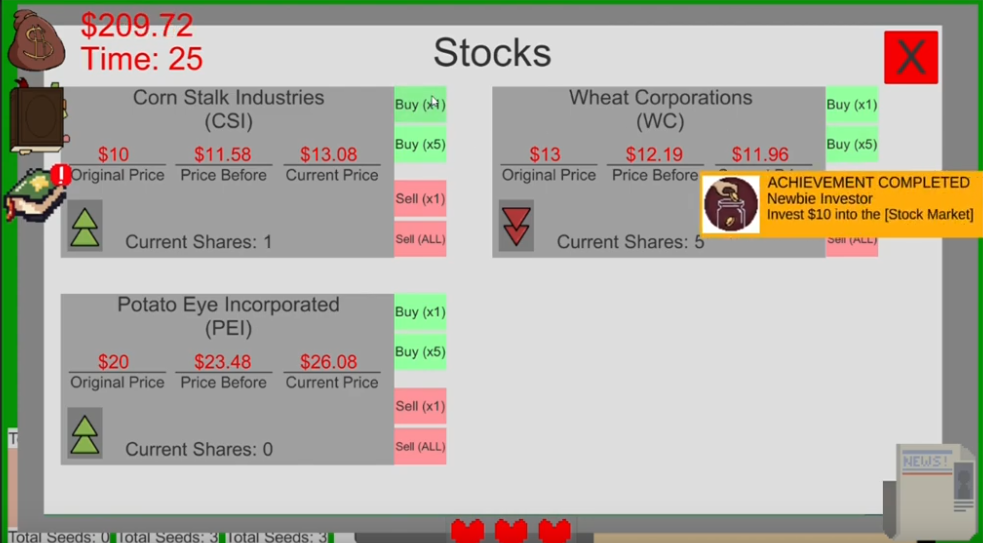 $209.72
Time: 25
Stocks
X
Corn Stalk Industries
(CSI)
$10 $11.58 $13.08
Original Price Price Before Current Price
Current Shares: 1
Buy (x1)
Buy (x5)
Sell (x1)
Sell (ALL)
Wheat Corporations
(WC)
$13 $12.19 $11.96
Original Price Price Before
Current Shares: 5
Buy (x1)
Buy (x5)
Sell (ALL)
ACHIEVEMENT COMPLETED
Newbie Investor
Invest $10 into the [Stock Market]
Potato Eye Incorporated
(PEI)
$20 $23.48 $26.08
Original Price Price Before Current Price
Current Shares: 0
Buy (x1)
Buy (x5)
Sell (x1)
Sell (ALL)
NEWS!
Total Seeds: 0 Total Seeds: 3 Total Seeds: 3